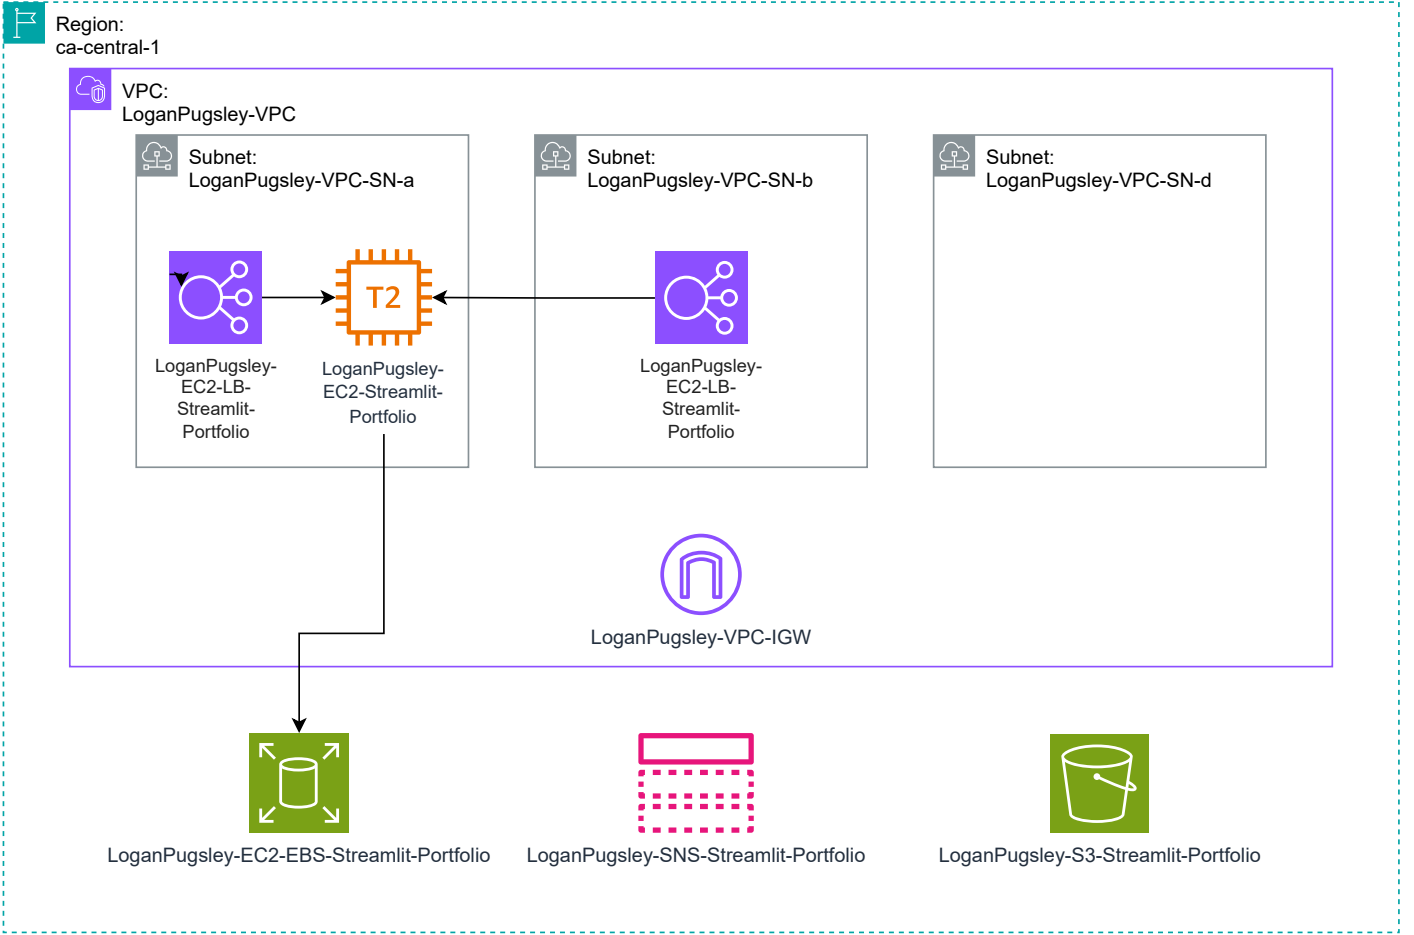 Region:
ca-central-1
VPC:
LoganPugsley-VPC
Subnet:
LoganPugsley-VPC-SN-a
Subnet:
LoganPugsley-VPC-SN-b
Subnet:
LoganPugsley-VPC-SN-d
T2
LoganPugsley-
EC2-LB-
Streamlit-
Portfolio
LoganPugsley-
EC2-Streamlit-
Portfolio
LoganPugsley-
EC2-LB-
Streamlit-
Portfolio
LoganPugsley-VPC-IGW
LoganPugsley-EC2-EBS-Streamlit-Portfolio
LoganPugsley-SNS-Streamlit-Portfolio
LoganPugsley-S3-Streamlit-Portfolio